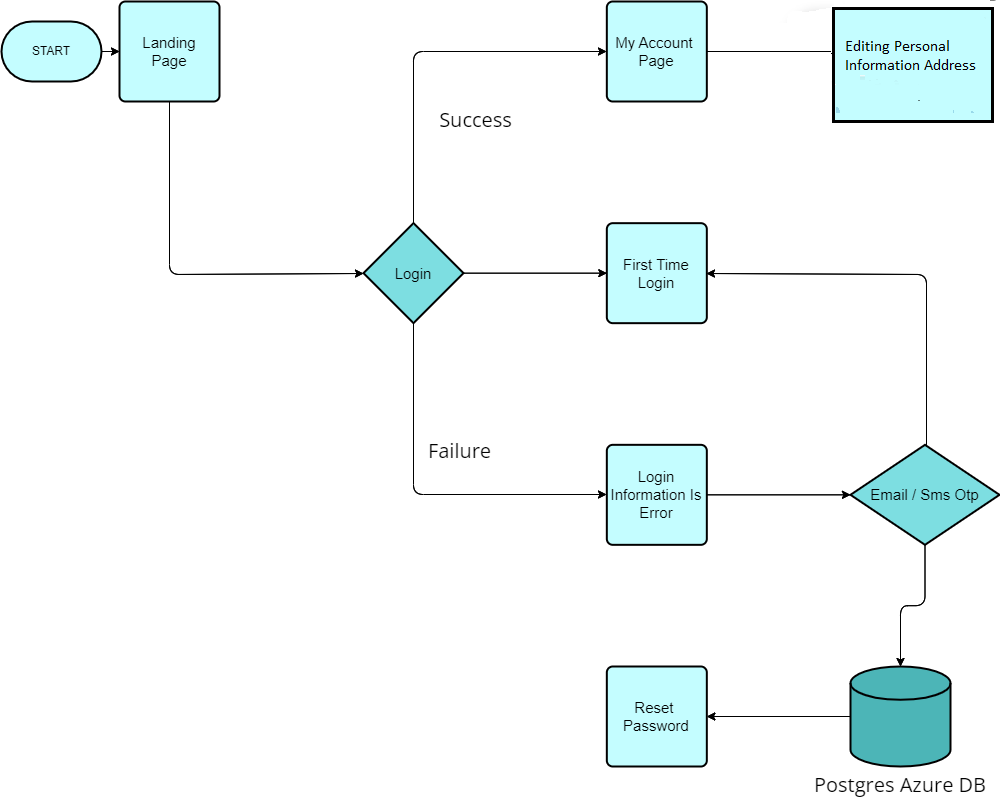 START
Landing
Page
My Account
Page
Editing Personal
Information Address
Success
Login
First Time
Login
Failure
Login
Information Is
Error
Email / Sms Otp
Reset
Password
Postgres Azure DB